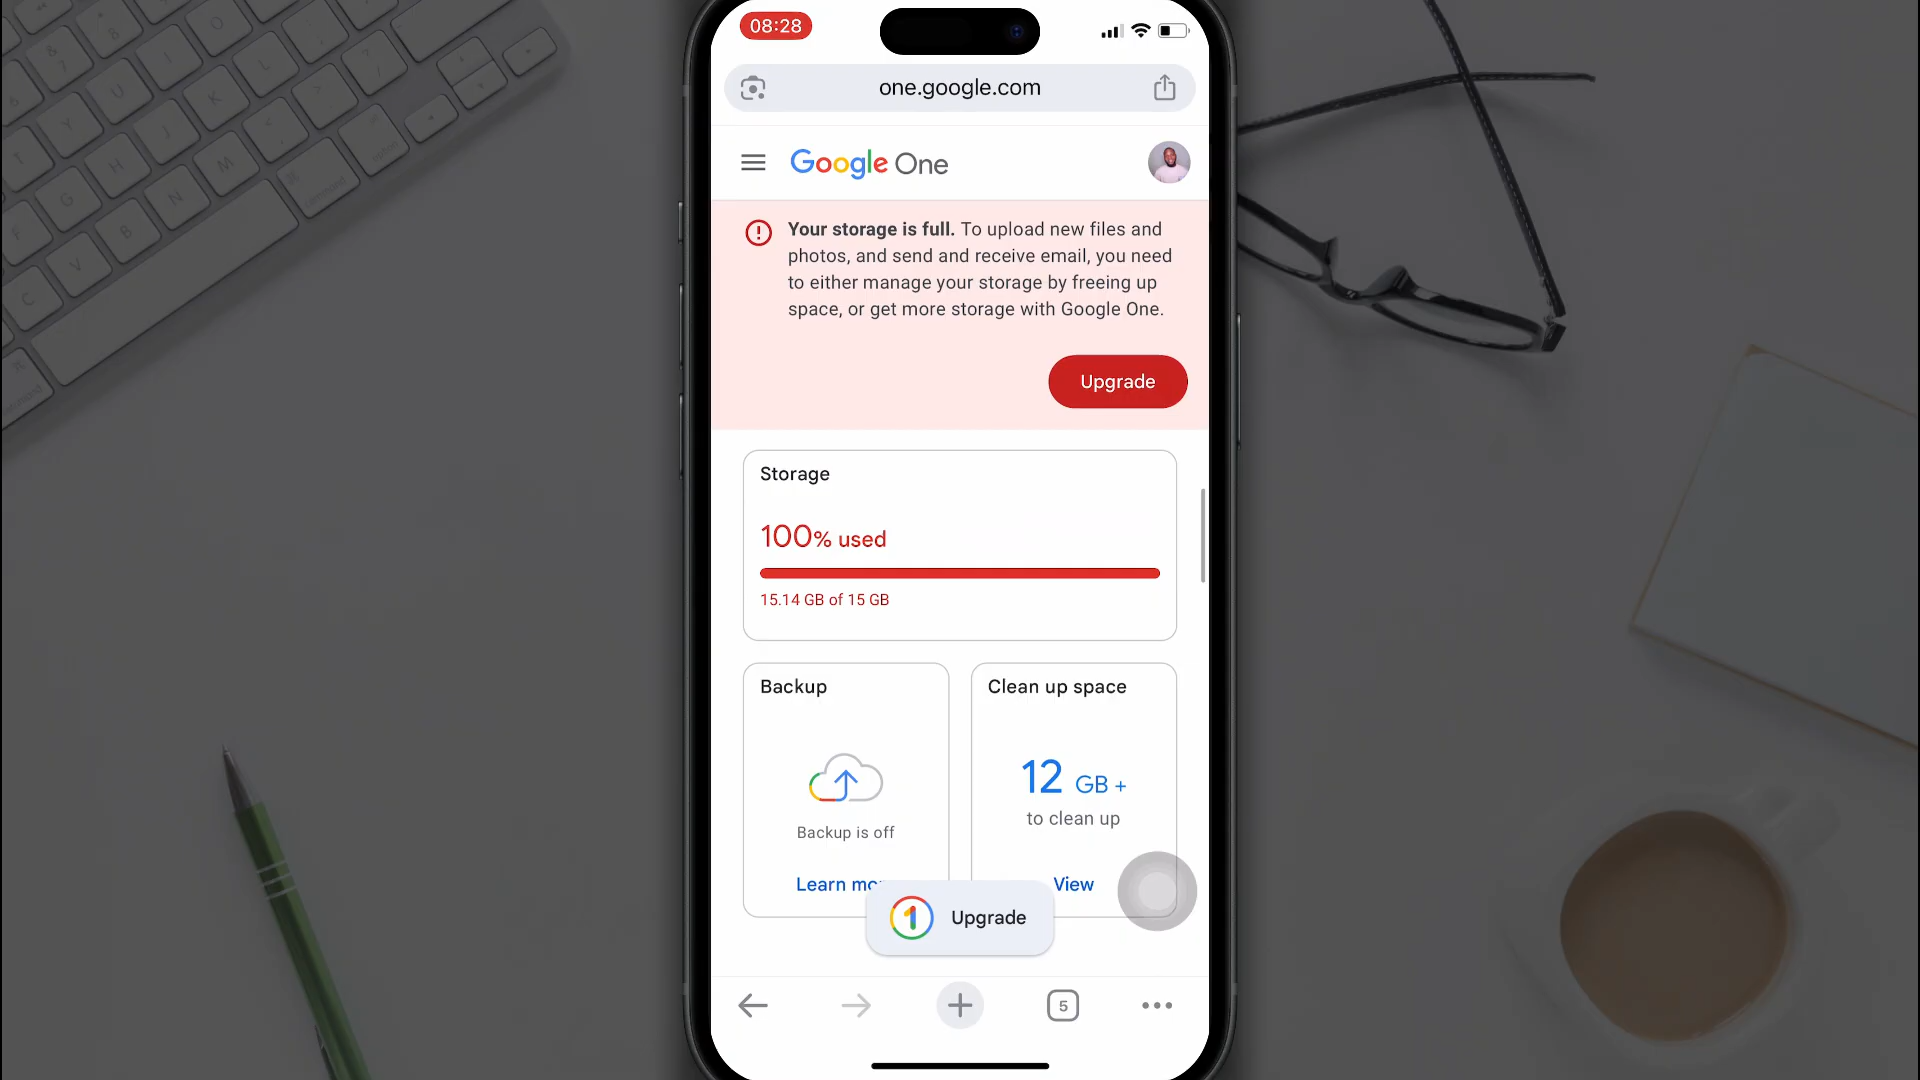 08:28
one.google.com
Google One
Your storage is full. To upload new files and
photos, and send and receive email, you need
to either manage your storage by freeing up
space, or get more storage with Google One.
Upgrade
Storage
100% used
15.14 GB of 15 GB
Backup
Clean up space
12 GB +
Backup is off
to clean up
Learn mo
View
1 Upgrade
5